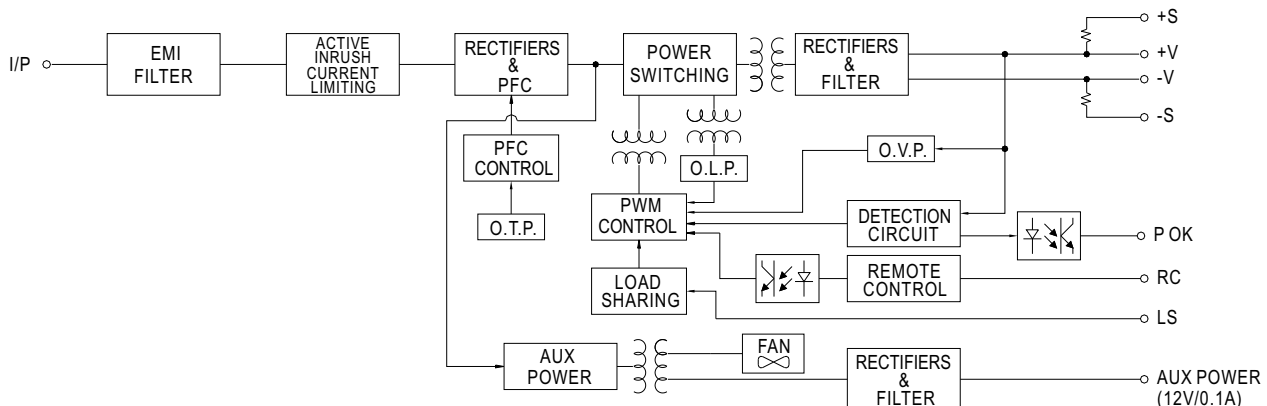 I/P
EMI
FILTER
ACTIVE
INRUSH
CURRENT
LIMITING
RECTIFIERS
&
PFC
POWER
SWITCHING
RECTIFIERS
&
FILTER
+S
+V
-V
-S
PFC
CONTROL
O.T.P.
O.L.P.
O.V.P.
PWM
CONTROL
DETECTION
CIRCUIT
P OK
LOAD
SHARING
REMOTE
CONTROL
RC
LS
AUX
POWER
FAN
RECTIFIERS
&
FILTER
AUX POWER
(12V/0.1A)